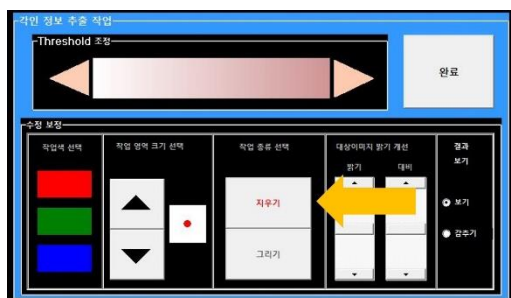 각인 정보 추출 작업
Threshold 조정
완료
수정 보정
작업색 선택
작업 영역 크기 선택
작업 종류 선택
지우기
그리기
대상이미지 밝기 개선
밝기 대비
결과
보기
보기
감추기